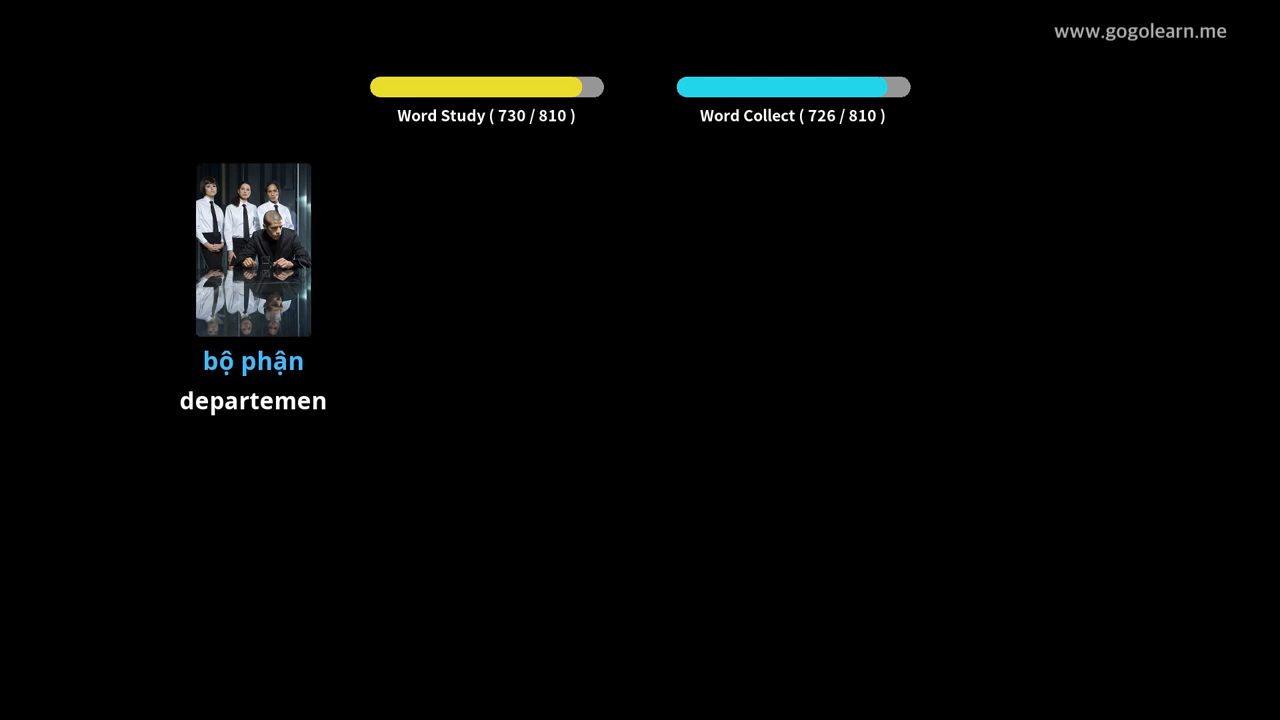 www.gogolearn.me
Word Study ( 730 / 810 )
Word Collect ( 726 / 810 )
bộ phận
departemen